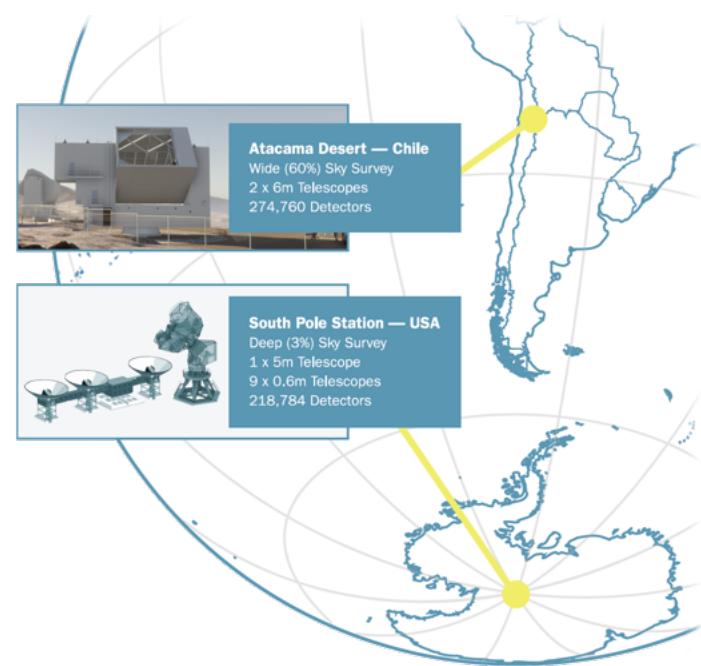 Atacama Desert — Chile
Wide (60%) Sky Survey
2 x 6m Telescopes
274,760 Detectors
South Pole Station — USA
Deep (3%) Sky Survey
1 x 5m Telescope
9 x 0.6m Telescopes
218,784 Detectors